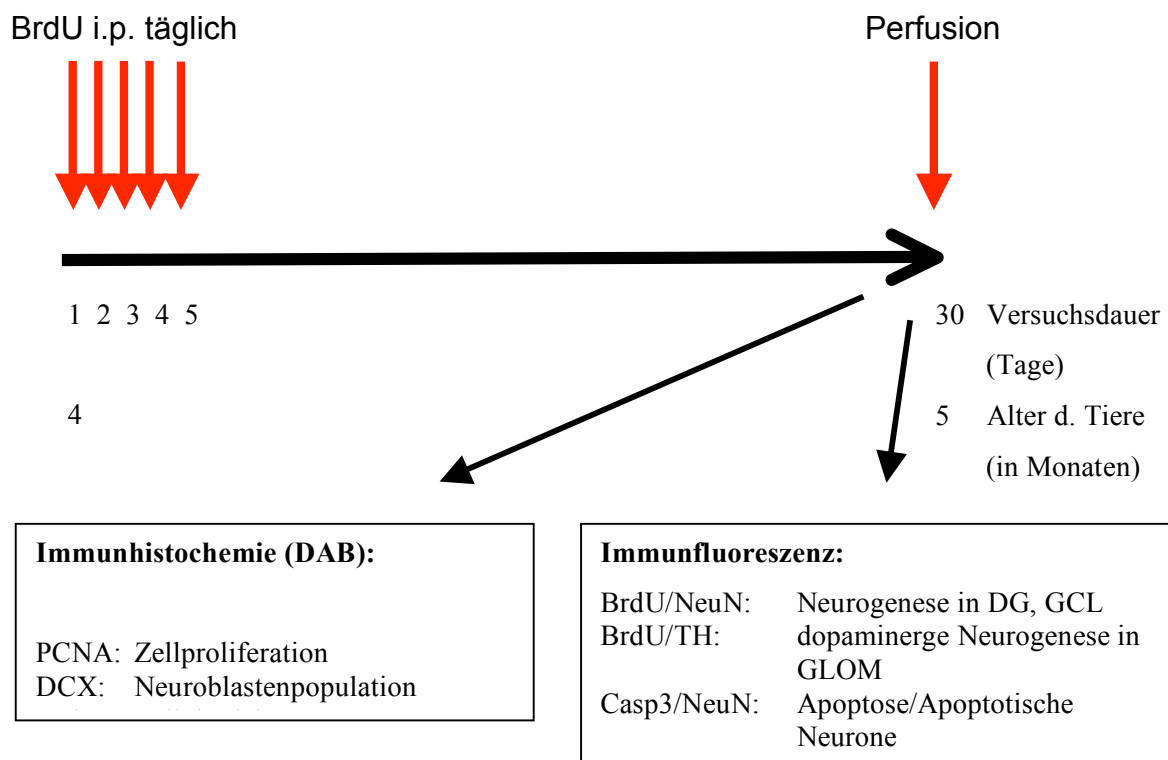 BrdU i.p. täglich
Perfusion
1 2 3 4 5
30 Versuchsdauer
(Tage)
4
5 Alter d. Tiere
(in Monaten)
Immunhistochemie (DAB):
PCNA: Zellproliferation
DCX: Neuroblastenpopulation
Immunfluoreszenz:
BrdU/NeuN: Neurogenese in DG, GCL
BrdU/TH: dopaminerge Neurogenese in
GLOM
Casp3/NeuN: Apoptose/Apoptotische
Neurone